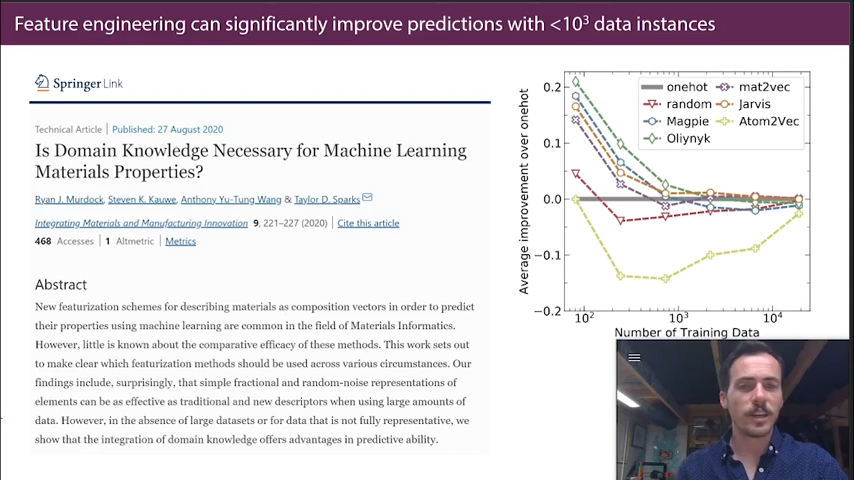 Feature engineering can significantly improve predictions with <10³ data instances
Springer Link
Technical Article | Published: 27 August 2020
Is Domain Knowledge Necessary for Machine Learning
Materials Properties?
Ryan J. Murdock, Steven K. Kauwe, Anthony Yu-Tung Wang & Taylor D. Sparks
Integrating Materials and Manufacturing Innovation 9, 221–227 (2020) | Cite this article
468 Accesses | 1 Altmetric | Metrics
Abstract
New featurization schemes for describing materials as composition vectors in order to predict
their properties using machine learning are common in the field of Materials Informatics.
However, little is known about the comparative efficacy of these methods. This work sets out
to make clear which featurization methods should be used across various circumstances. Our
findings include, surprisingly, that simple fractional and random-noise representations of
elements can be as effective as traditional and new descriptors when using large amounts of
data. However, in the absence of large datasets or for data that is not fully representative, we
show that the integration of domain knowledge offers advantages in predictive ability.
Average improvement over onehot
0.2
0.1
0.0
−0.1
−0.2
onehot
random
Magpie
Oliynyk
mat2vec
Jarvis
Atom2Vec
10²
10³
10⁴
Number of Training Data